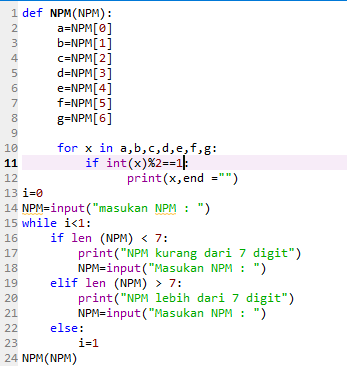 1 def NPM(NPM):
2     a=NPM[0]
3     b=NPM[1]
4     c=NPM[2]
5     d=NPM[3]
6     e=NPM[4]
7     f=NPM[5]
8     g=NPM[6]
9
10     for x in a,b,c,d,e,f,g:
11         if int(x)%2==1:
12               print(x,end ="")
13 i=0
14 NPM=input("masukan NPM : ")
15 while i<1:
16     if len (NPM) < 7:
17         print("NPM kurang dari 7 digit")
18         NPM=input("Masukan NPM : ")
19     elif len (NPM) > 7:
20         print("NPM lebih dari 7 digit")
21         NPM=input("Masukan NPM : ")
22     else:
23         i=1
24 NPM(NPM)